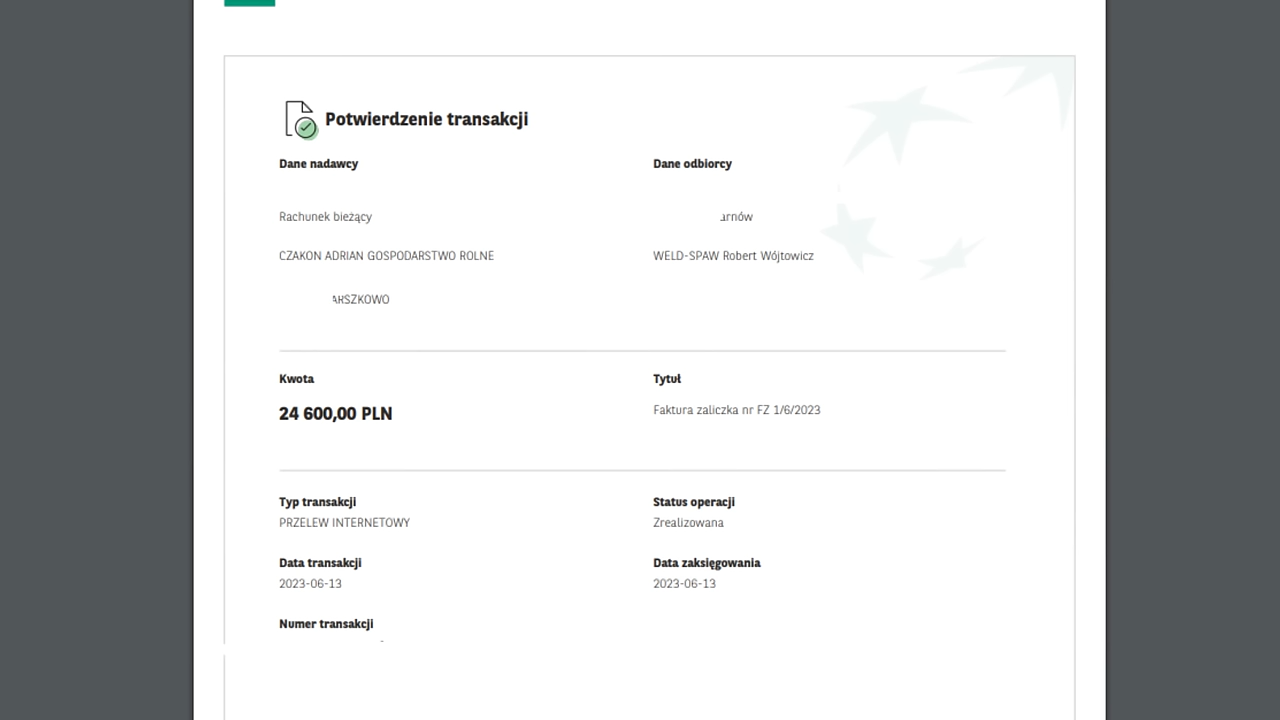 Potwierdzenie transakcji
Dane nadawcy
Dane odbiorcy
Rachunek bieżący
CZAKON ADRIAN GOSPODARSTWO ROLNE
WELD-SPAW Robert Wójtowicz
Kwota
Tytuł
24 600,00 PLN
Faktura zaliczka nr FZ 1/6/2023
Typ transakcji
Status operacji
PRZELEW INTERNETOWY
Zrealizowana
Data transakcji
Data zaksięgowania
2023-06-13
2023-06-13
Numer transakcji